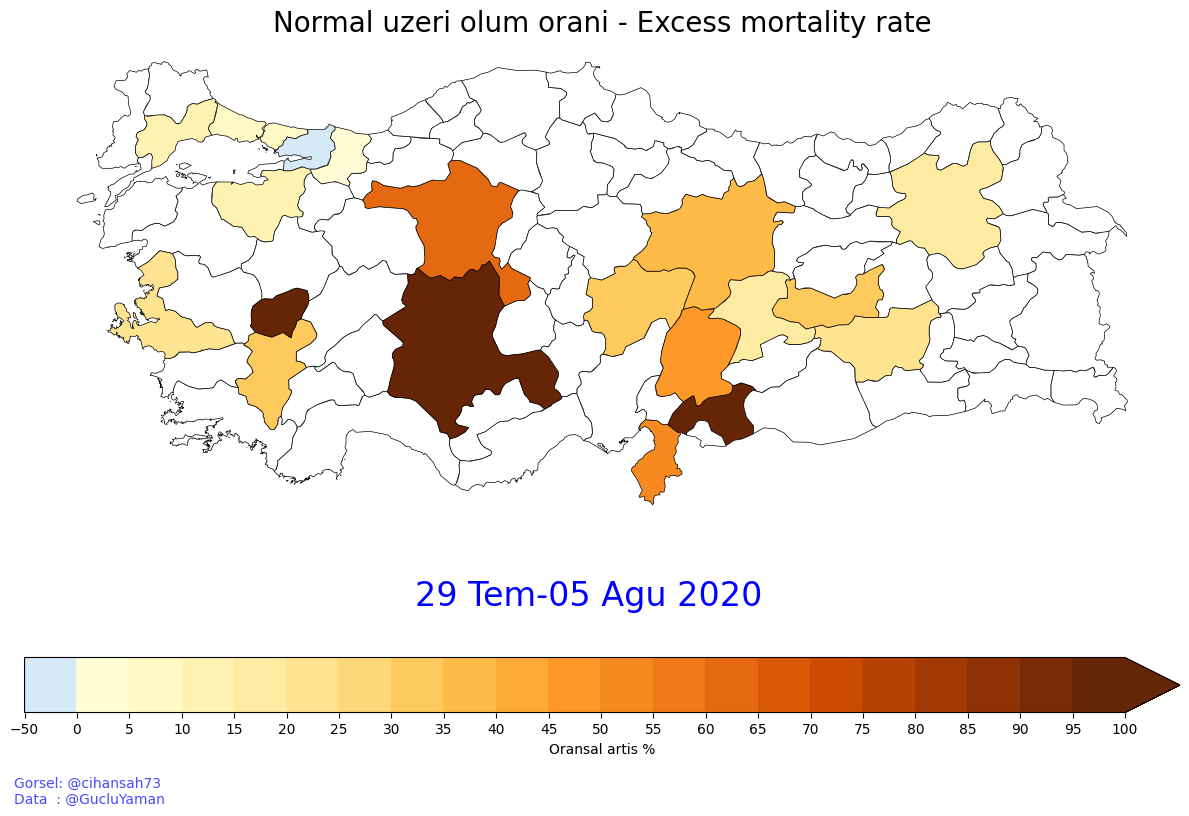 Normal uzeri olum orani - Excess mortality rate
29 Tem-05 Agu 2020
−50 0 5 10 15 20 25 30 35 40 45 50 55 60 65 70 75 80 85 90 95 100
Oransal artis %
Gorsel: @cihansah73
Data  : @GucluYaman